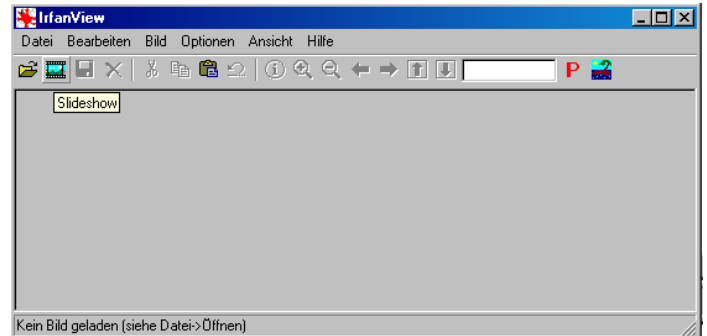 IrfanView
Datei Bearbeiten Bild Optionen Ansicht Hilfe
P
Slideshow
Kein Bild geladen (siehe Datei->Öffnen)